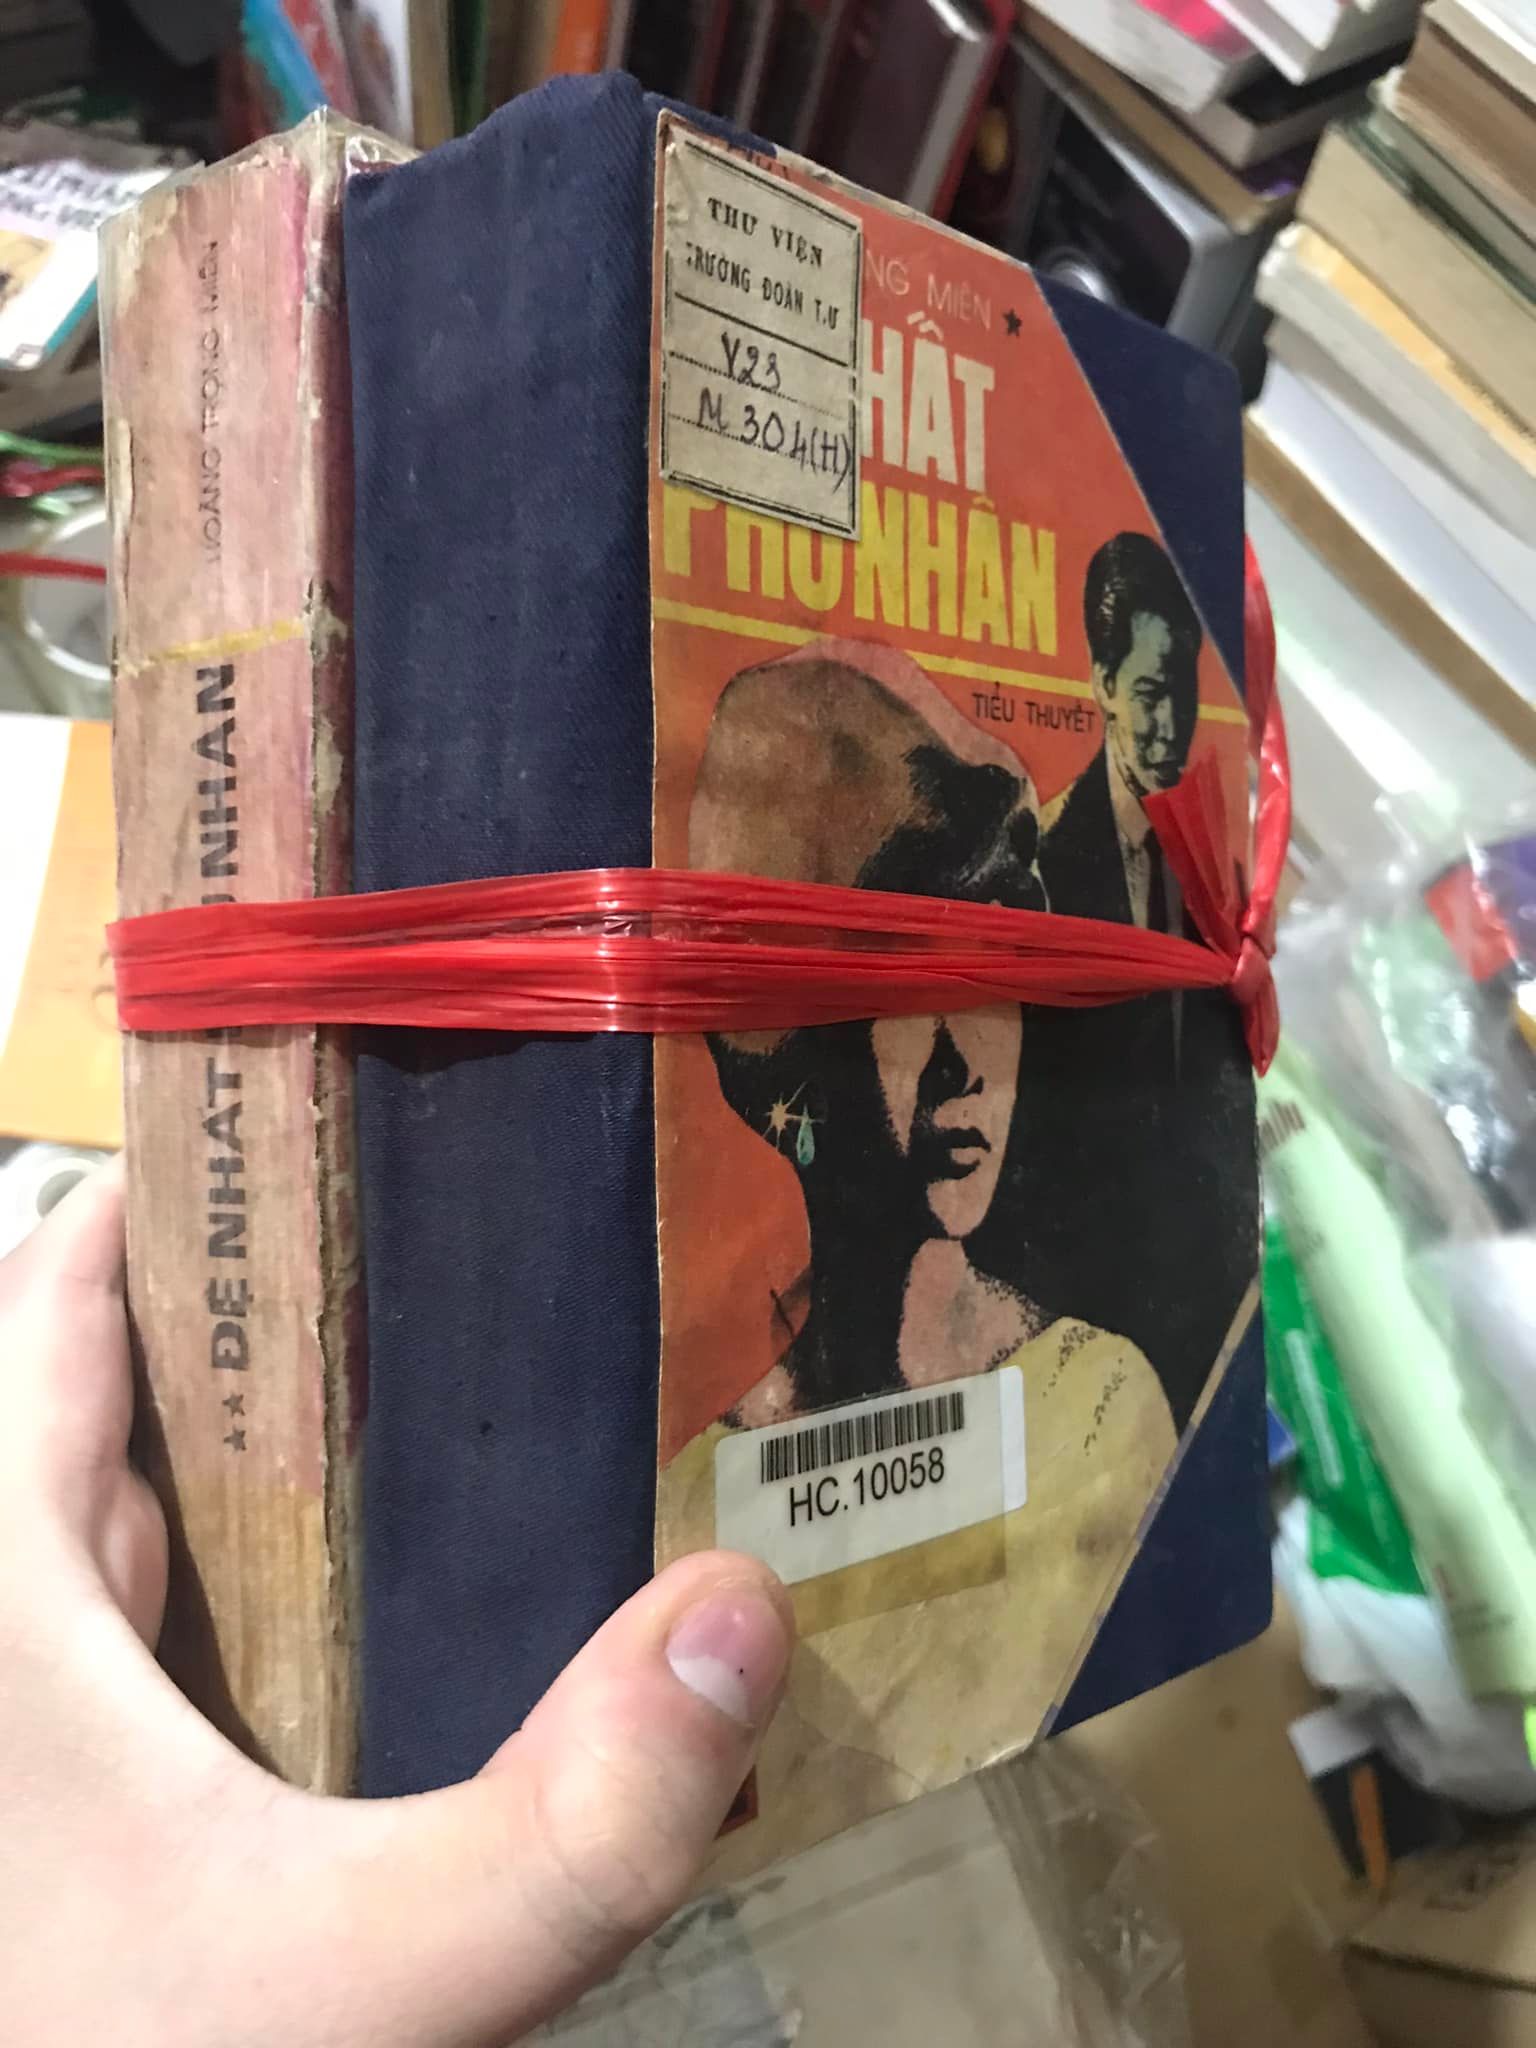 HOÀNG TRỌNG MIÊN
ĐỆ NHẤT NHÂN
THƯ VIỆN
TRƯỜNG ĐOÀN T.Ư
V23
M 304(H)
NG MIÊN
HẤT
PHU NHÂN
TIỂU THUYẾT
HC.10058